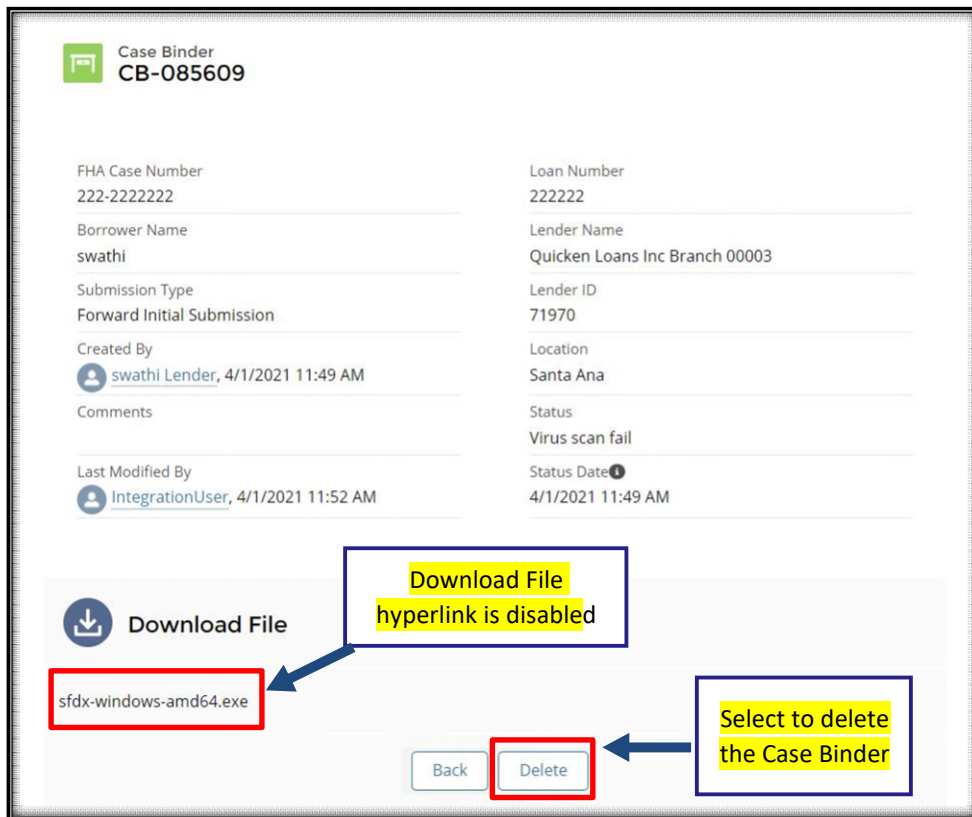 Case Binder
CB-085609
FHA Case Number
222-2222222
Loan Number
222222
Borrower Name
swathi
Lender Name
Quicken Loans Inc Branch 00003
Submission Type
Forward Initial Submission
Lender ID
71970
Created By
swathi Lender, 4/1/2021 11:49 AM
Location
Santa Ana
Comments
Status
Virus scan fail
Last Modified By
IntegrationUser, 4/1/2021 11:52 AM
Status Date
4/1/2021 11:49 AM
Download File
hyperlink is disabled
Download File
sfdx-windows-amd64.exe
Select to delete
the Case Binder
Back
Delete